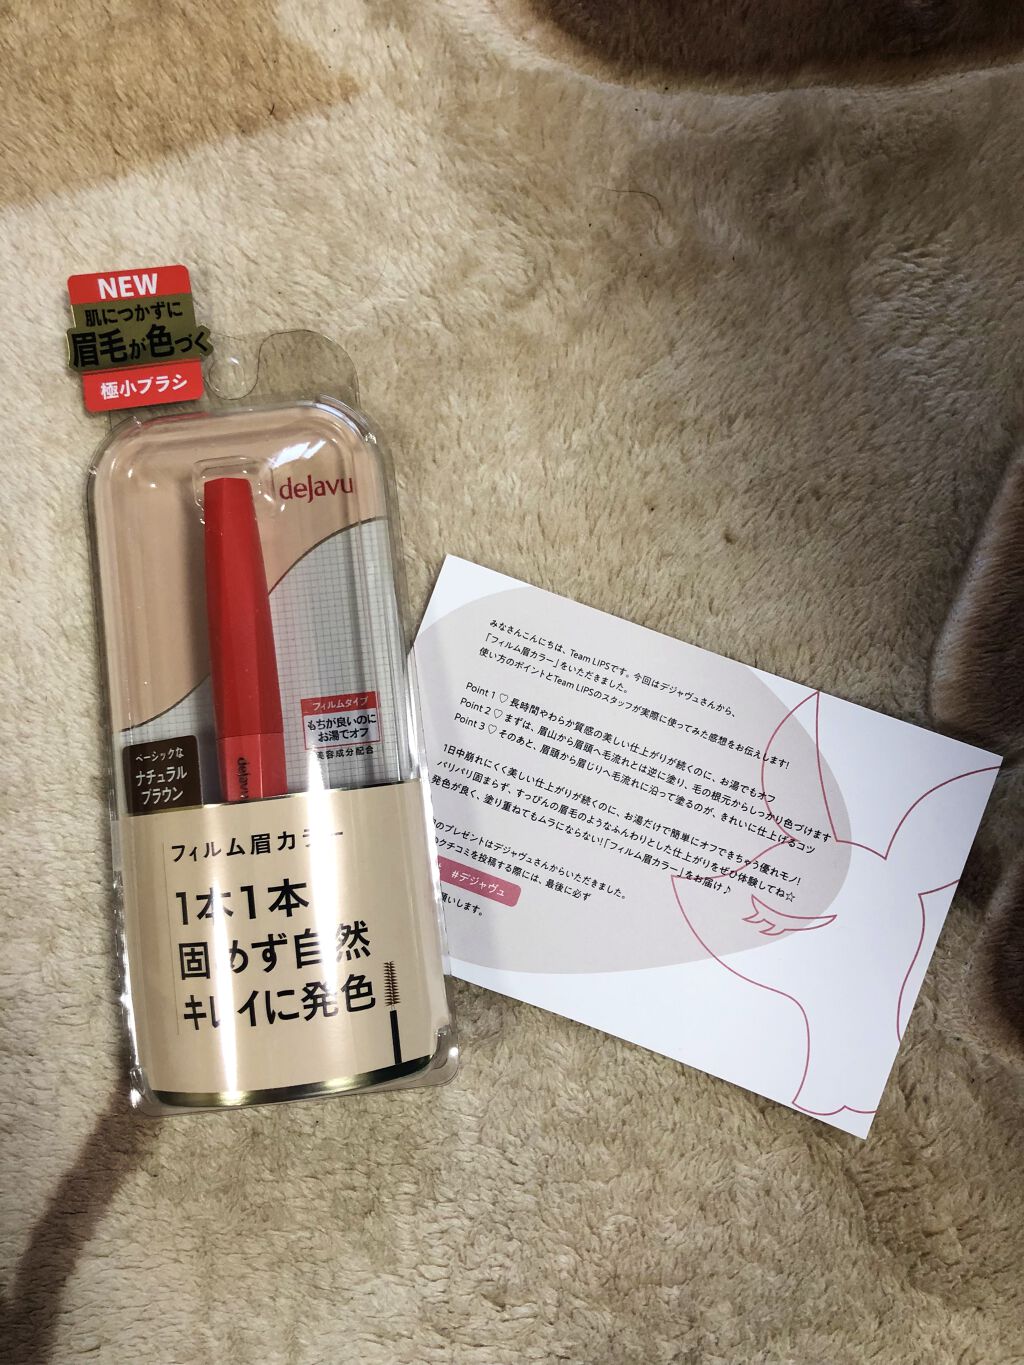 NEW
肌につかずに
眉毛が色づく
極小ブラシ
dejavu
フィルムタイプ
もちが良いのに
お湯でオフ
美容成分配合
ベーシックな
ナチュラル
ブラウン
dejavu
フィルム眉カラー
1本1本
固めず自然
キレイに発色
みなさんこんにちは、Team LIPSです。今回はデジャヴュさんから、
「フィルム眉カラー」をいただきました。
使い方のポイントとTeam LIPSのスタッフが実際に使ってみた感想をお伝えします!
Point 1 ♡ 長時間やわらか質感の美しい仕上がりが続くのに、お湯でもオフ
Point 2 ♡ まずは、眉山から眉頭へ毛流れとは逆に塗り、毛の根元からしっかり色づけます
Point 3 ♡ そのあと、眉頭から眉じりへ毛流れに沿って塗るのが、きれいに仕上げるコツ
1日中崩れにくく美しい仕上がりが続くのに、お湯だけで簡単にオフできちゃう優れモノ!
バリバリ固まらず、すっぴんの眉毛のようなふんわりとした仕上がりをぜひ体験してね☆
発色が良く、塗り重ねてもムラにならない!「フィルム眉カラー」をお届け♪
のプレゼントはデジャヴュさんからいただきました。
クチコミを投稿する際には、最後に必ず
#デジャヴュ
願いします。